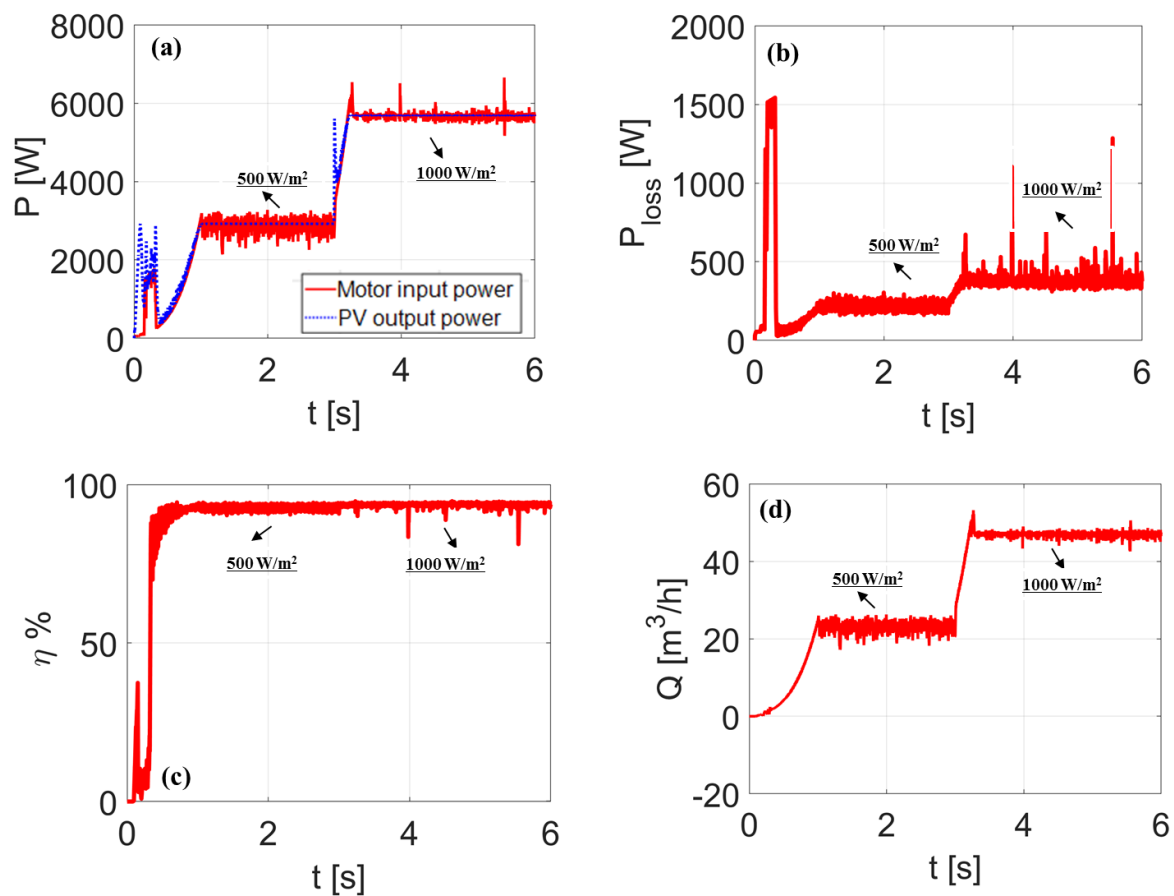 (a)
8000
6000
4000
2000
0
P [W]
500 W/m²
1000 W/m²
Motor input power
PV output power
0 2 4 6
t [s]
(b)
2000
1500
1000
500
0
P_loss [W]
500 W/m²
1000 W/m²
0 2 4 6
t [s]
100
50
0
η %
500 W/m²
1000 W/m²
(c)
0 2 4 6
t [s]
(d)
60
40
20
0
-20
Q [m³/h]
500 W/m²
1000 W/m²
0 2 4 6
t [s]